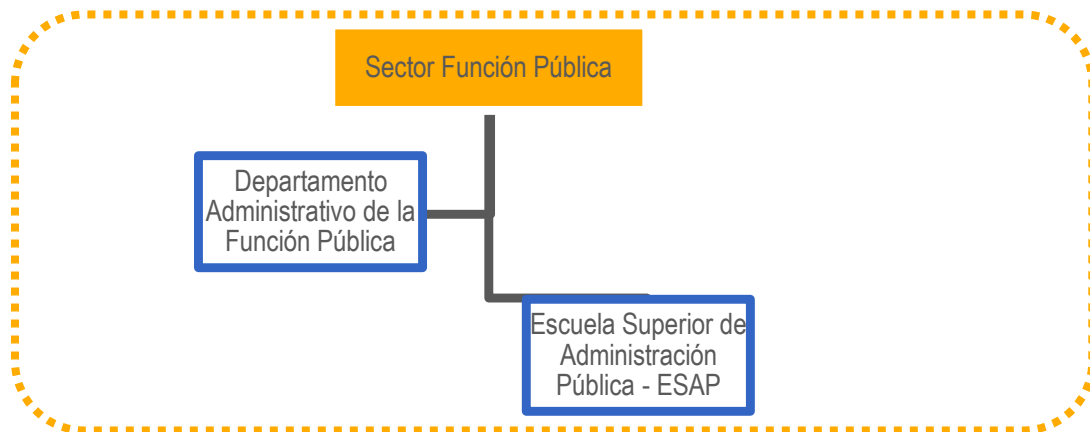 Sector Función Pública
Departamento
Administrativo de la
Función Pública
Escuela Superior de
Administración
Pública - ESAP